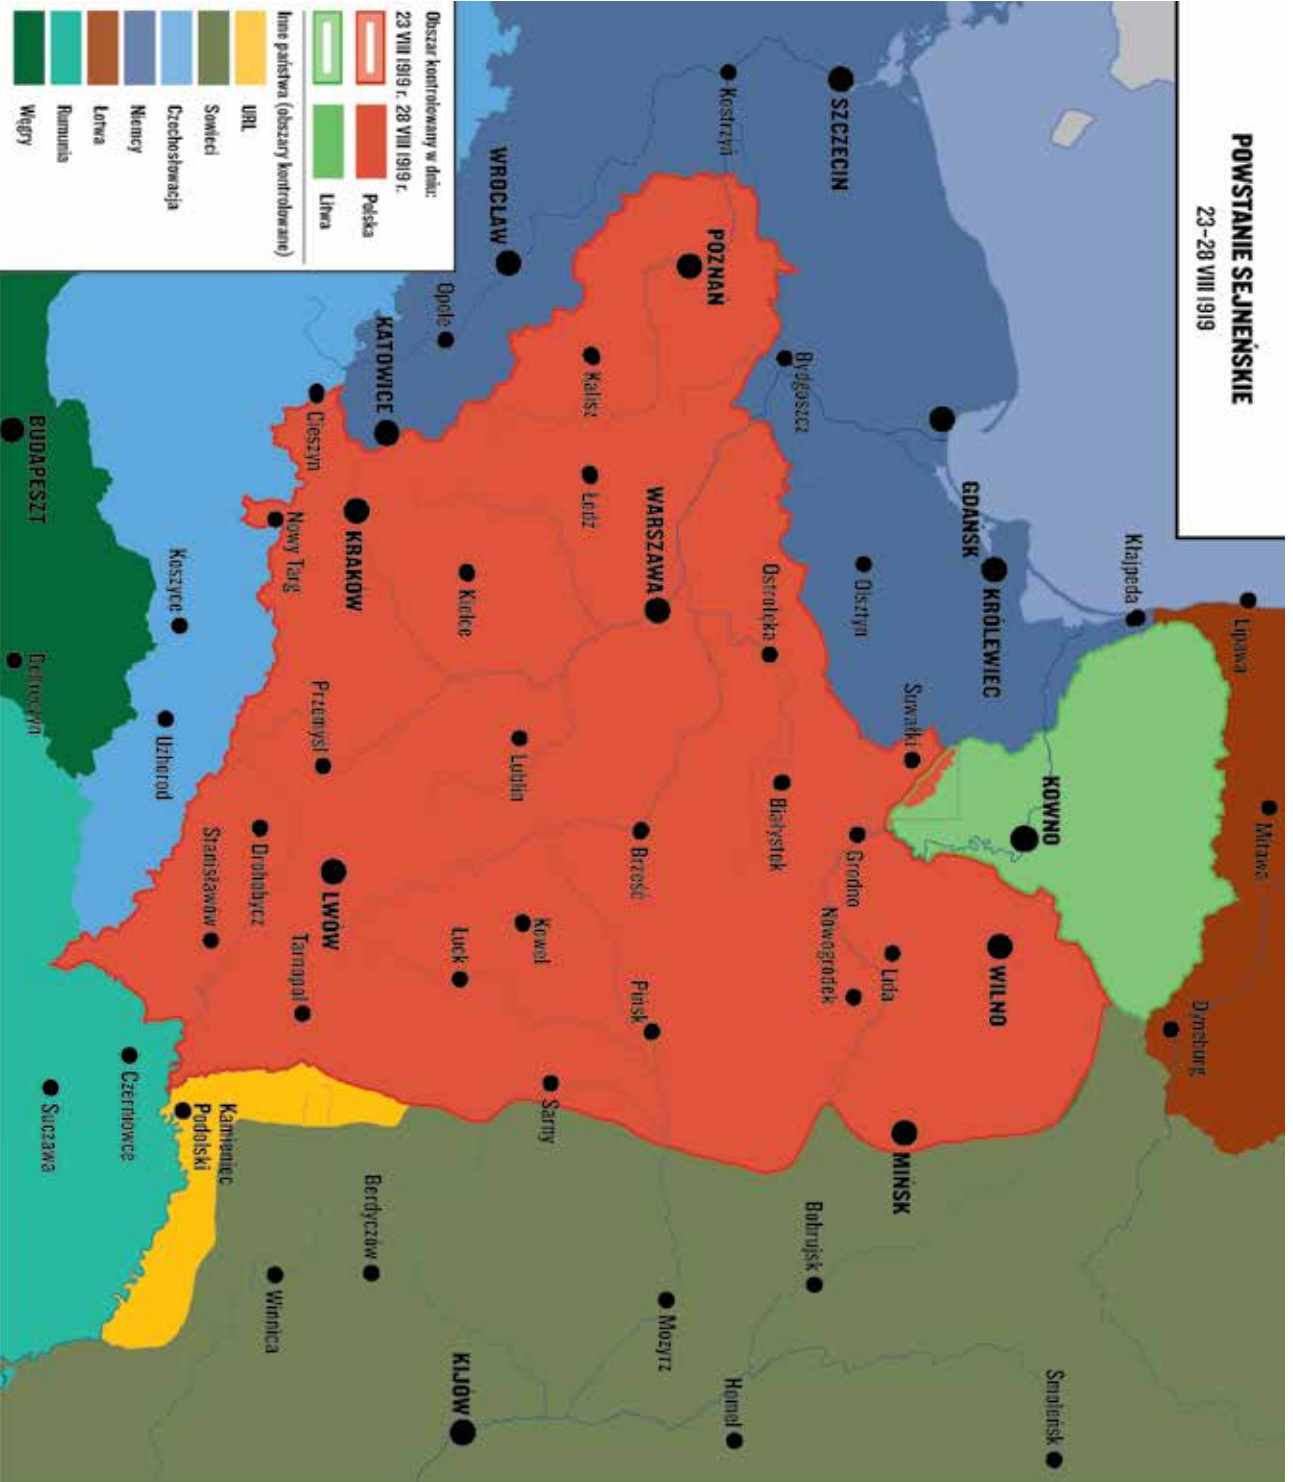 POWSTANIE SEJNEŃSKIE
23–28 VIII 1919
Lipawa
Mitawa
Dyneburg
Kłajpeda
KRÓLEWIEC
GDAŃSK
KOWNO
WILNO
SZCZECIN
Olsztyn
Suwałki
Grodno
Lida
Nowogródek
MIŃSK
Smoleńsk
Kostrzyń
Bydgoszcz
Ostrołęka
Białystok
Bobrujsk
Homel
POZNAŃ
WARSZAWA
Brześć
Pińsk
Mozyrz
Kalisz
Łódź
WROCŁAW
Lublin
Kowel
Sarny
Opole
Kielce
Łuck
KIJÓW
KATOWICE
KRAKÓW
Przemyśl
LWÓW
Berdyczów
Cieszyn
Nowy Targ
Drohobycz
Tarnopol
Stanisławów
Winnica
Kamieniec
Podolski
Koszyce
Użhorod
Czerniowce
BUDAPESZT
Debreczyn
Suczawa
Obszar kontrolowany w dniu:
23 VIII 1919 r. 28 VIII 1919 r.
Polska
Litwa
Inne państwa (obszary kontrolowane)
URL
Sowieci
Czechosłowacja
Niemcy
Łotwa
Rumunia
Węgry